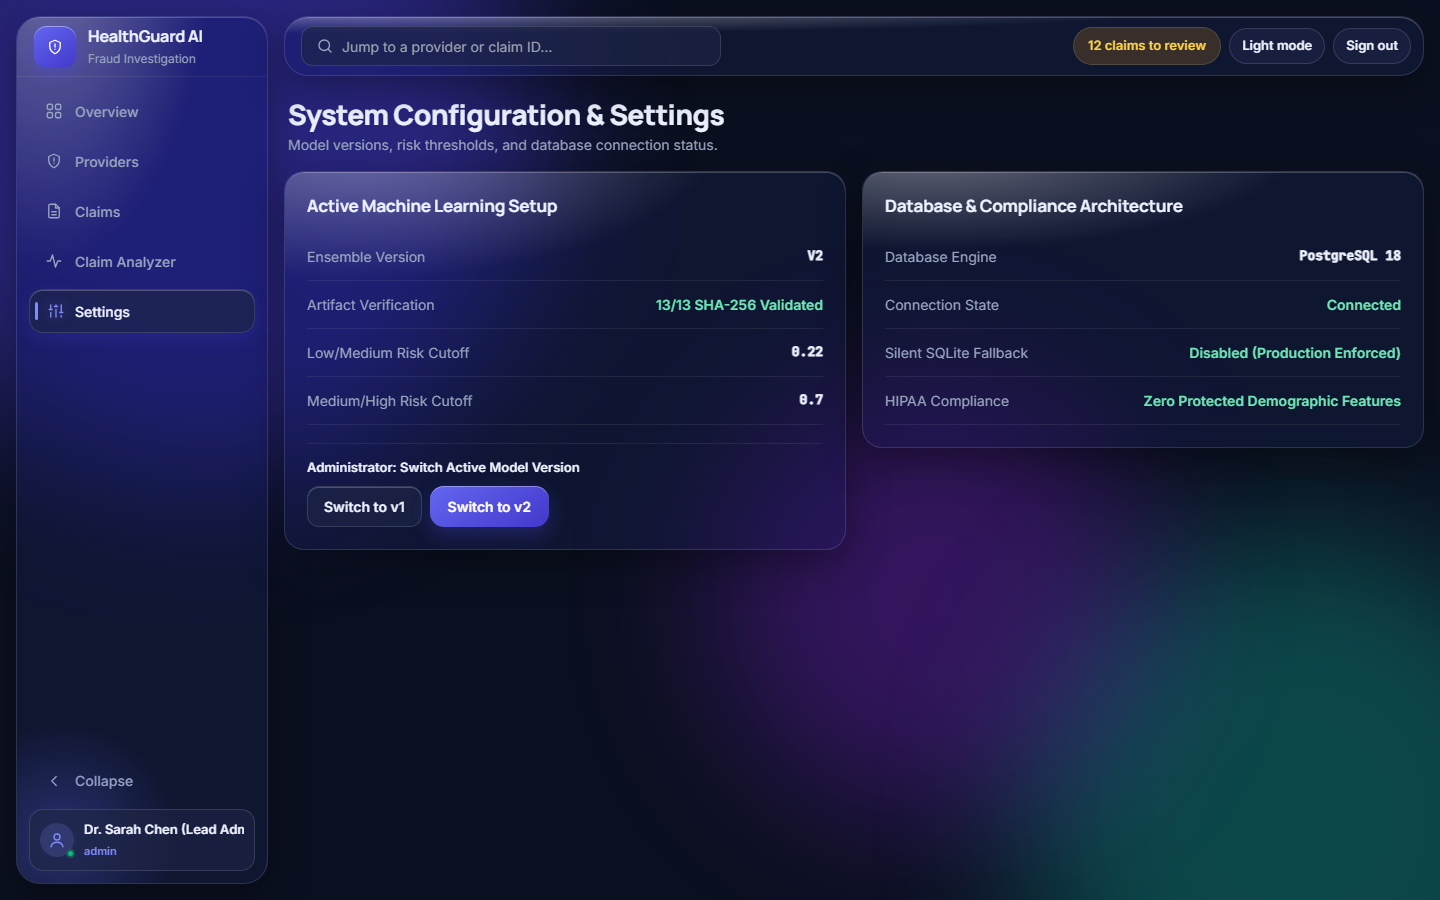 HealthGuard AI
Fraud Investigation
Overview
Providers
Claims
Claim Analyzer
Settings
Collapse
Dr. Sarah Chen (Lead Adn
admin
Jump to a provider or claim ID...
12 claims to review
Light mode
Sign out
System Configuration & Settings
Model versions, risk thresholds, and database connection status.
Active Machine Learning Setup
Ensemble Version V2
Artifact Verification 13/13 SHA-256 Validated
Low/Medium Risk Cutoff 0.22
Medium/High Risk Cutoff 0.7
Administrator: Switch Active Model Version
Switch to v1
Switch to v2
Database & Compliance Architecture
Database Engine PostgreSQL 18
Connection State Connected
Silent SQLite Fallback Disabled (Production Enforced)
HIPAA Compliance Zero Protected Demographic Features